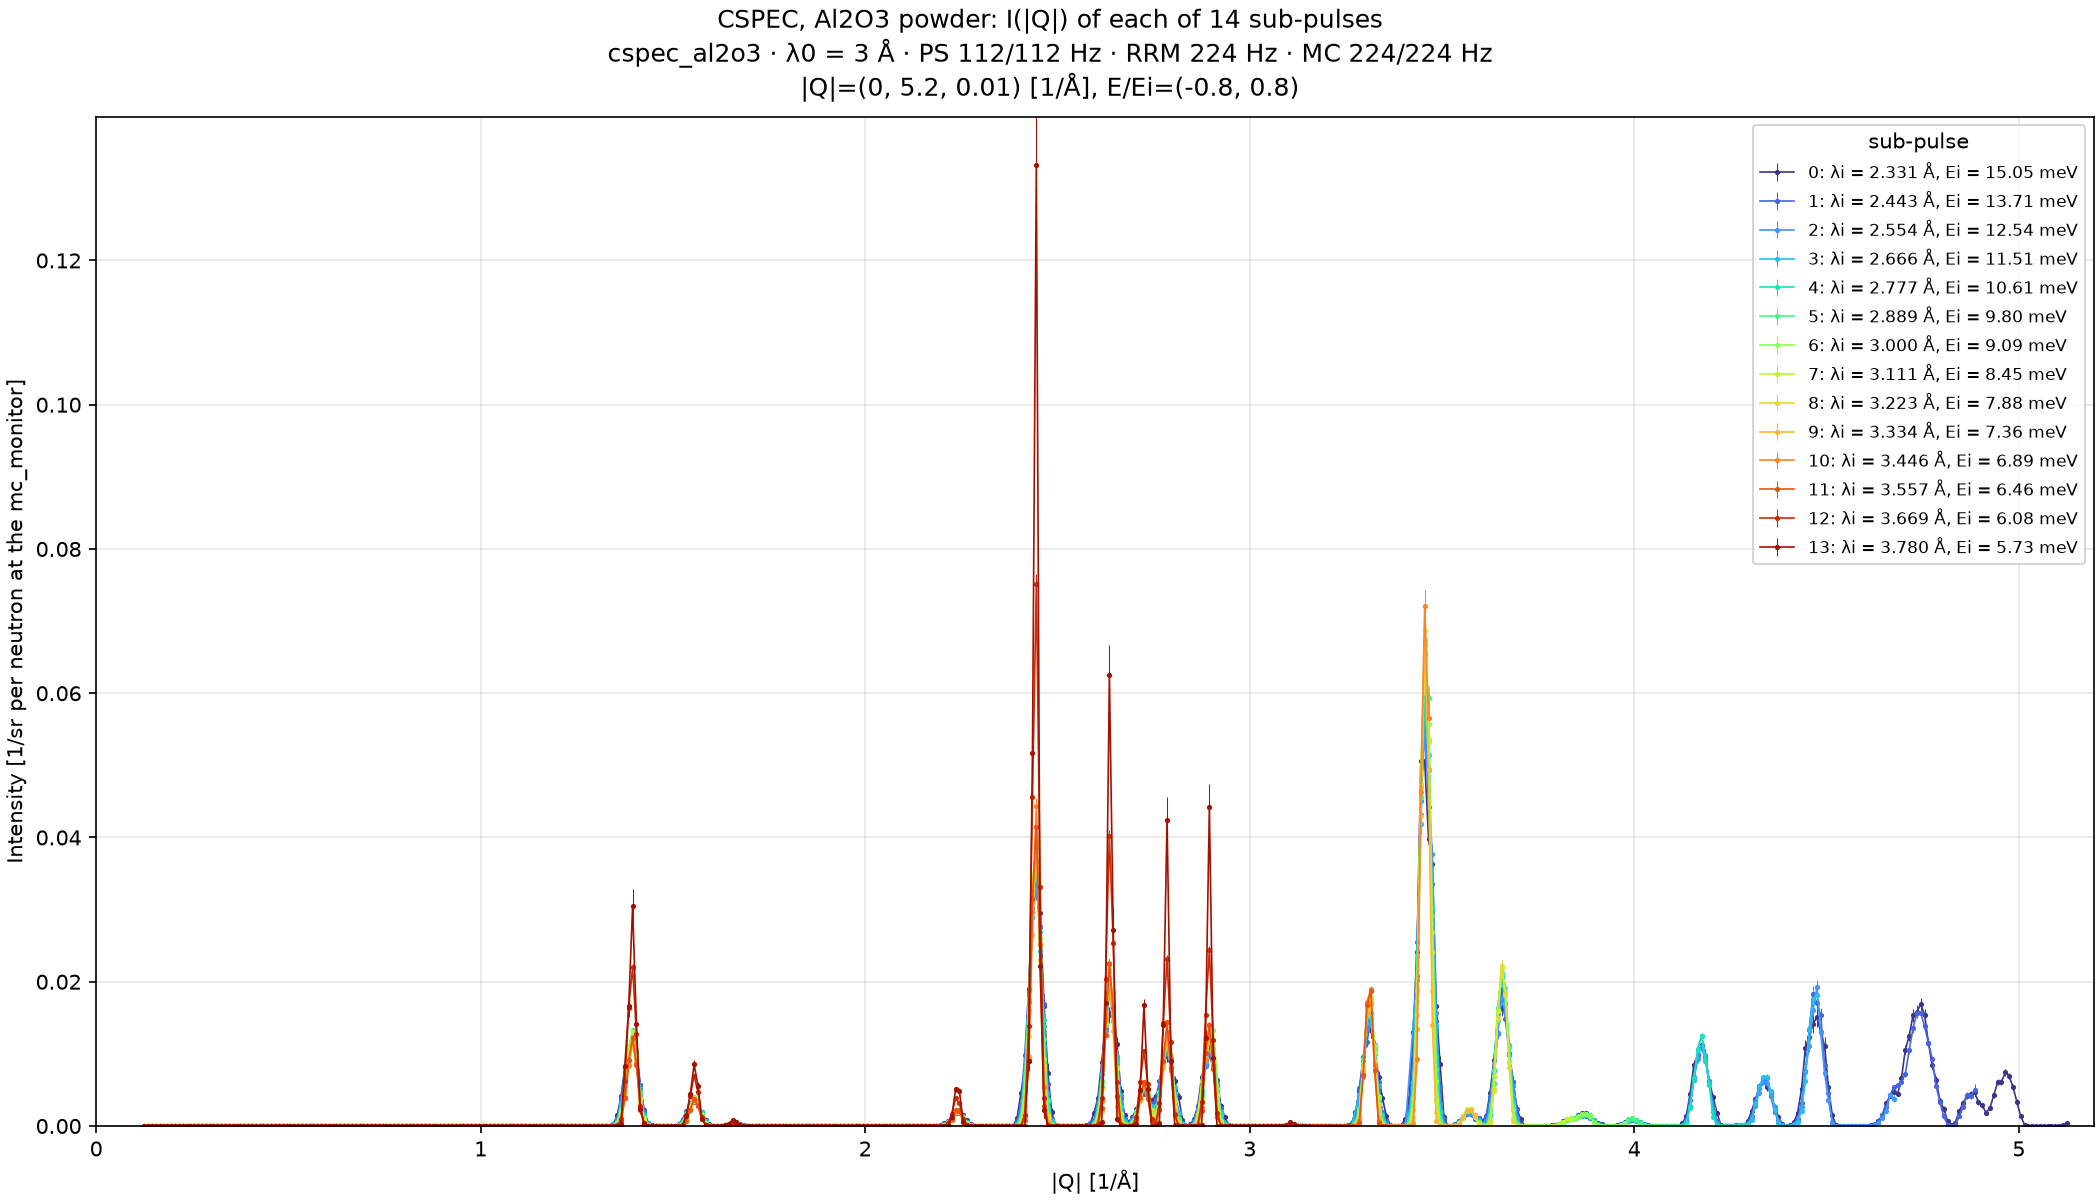 CSPEC, Al2O3 powder: I(|Q|) of each of 14 sub-pulses
cspec_al2o3 · λ0 = 3 Å · PS 112/112 Hz · RRM 224 Hz · MC 224/224 Hz
|Q|=(0, 5.2, 0.01) [1/Å], E/Ei=(-0.8, 0.8)
sub-pulse
0: λi = 2.331 Å, Ei = 15.05 meV
1: λi = 2.443 Å, Ei = 13.71 meV
2: λi = 2.554 Å, Ei = 12.54 meV
3: λi = 2.666 Å, Ei = 11.51 meV
4: λi = 2.777 Å, Ei = 10.61 meV
5: λi = 2.889 Å, Ei = 9.80 meV
6: λi = 3.000 Å, Ei = 9.09 meV
7: λi = 3.111 Å, Ei = 8.45 meV
8: λi = 3.223 Å, Ei = 7.88 meV
9: λi = 3.334 Å, Ei = 7.36 meV
10: λi = 3.446 Å, Ei = 6.89 meV
11: λi = 3.557 Å, Ei = 6.46 meV
12: λi = 3.669 Å, Ei = 6.08 meV
13: λi = 3.780 Å, Ei = 5.73 meV
Intensity [1/sr per neutron at the mc_monitor]
0.12
0.10
0.08
0.06
0.04
0.02
0.00
0 1 2 3 4 5
|Q| [1/Å]